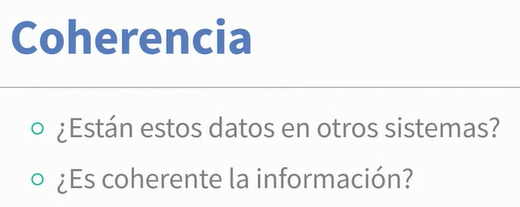 Coherencia
¿Están estos datos en otros sistemas?
¿Es coherente la información?